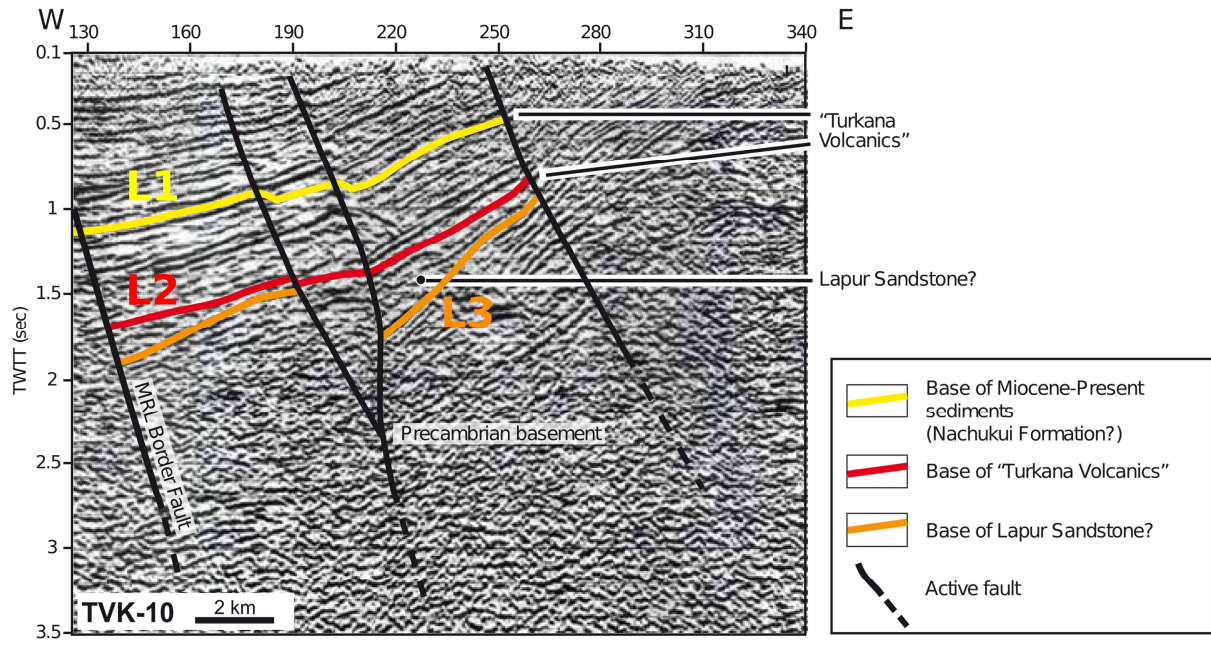 W
E
130 160 190 220 250 280 310 340
0.1
0.5
1
1.5
2
2.5
3
3.5
TWTT (sec)
L1
L2
L3
"Turkana
Volcanics"
Lapur Sandstone?
Precambrian basement
MRL Border Fault
TVK-10
2 km
Base of Miocene-Present
sediments
(Nachukui Formation?)
Base of "Turkana Volcanics"
Base of Lapur Sandstone?
Active fault